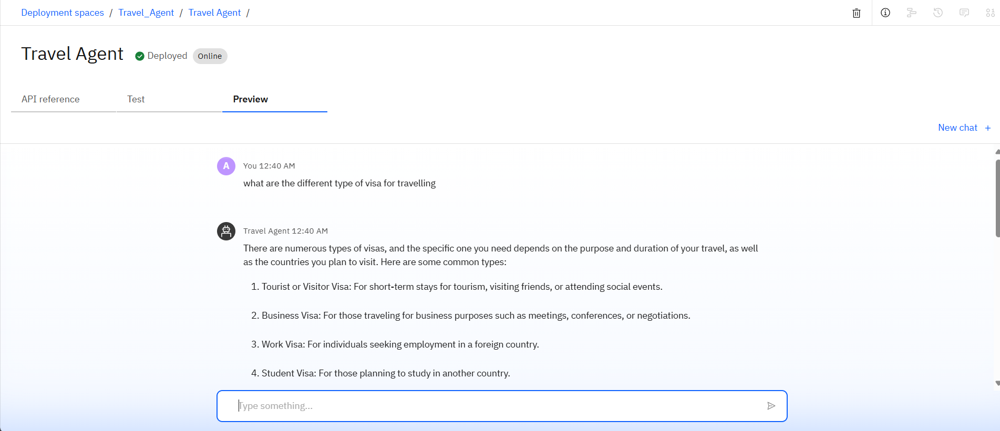 Deployment spaces / Travel_Agent / Travel Agent /
Travel Agent Deployed Online
API reference Test Preview
New chat +
A You 12:40 AM
what are the different type of visa for travelling
Travel Agent 12:40 AM
There are numerous types of visas, and the specific one you need depends on the purpose and duration of your travel, as well
as the countries you plan to visit. Here are some common types:
1. Tourist or Visitor Visa: For short-term stays for tourism, visiting friends, or attending social events.
2. Business Visa: For those traveling for business purposes such as meetings, conferences, or negotiations.
3. Work Visa: For individuals seeking employment in a foreign country.
4. Student Visa: For those planning to study in another country.
Type something...